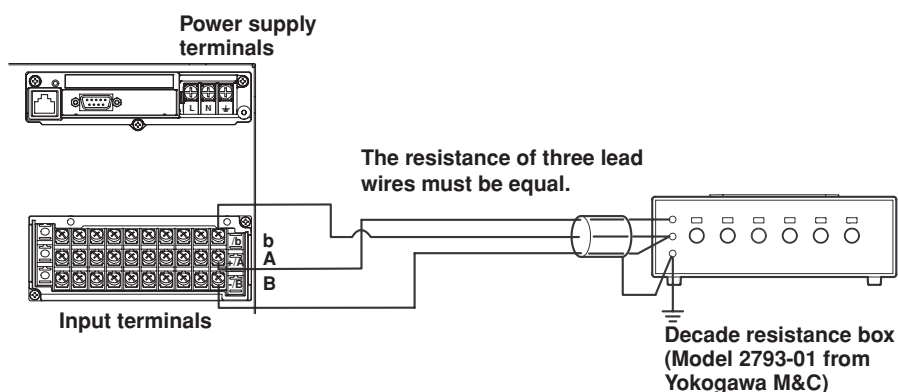 Power supply
terminals
L N
The resistance of three lead
wires must be equal.
/b
b
+/A
A
-/B
B
Input terminals
Decade resistance box
(Model 2793-01 from
Yokogawa M&C)